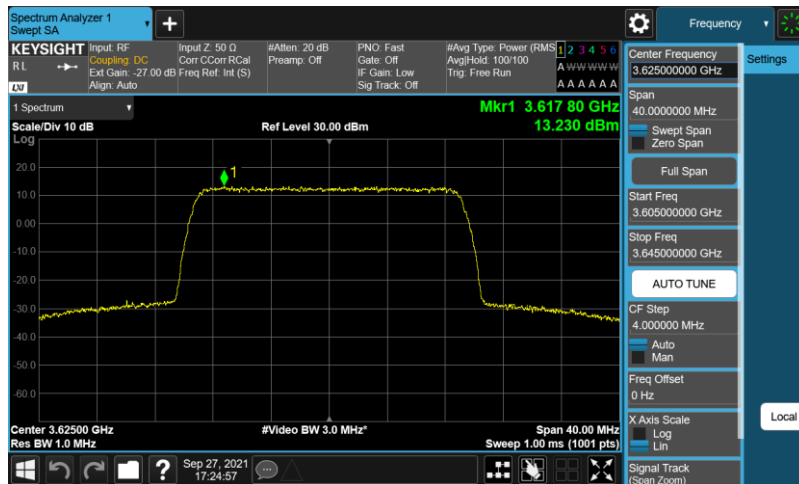 Spectrum Analyzer 1
Swept SA
+
Frequency
KEYSIGHT
RL
LXI
Input: RF
Coupling: DC
Ext Gain: -27.00 dB
Align: Auto
Input Z: 50 Ω
Corr CCorr RCal
Freq Ref: Int (S)
#Atten: 20 dB
Preamp: Off
PNO: Fast
Gate: Off
IF Gain: Low
Sig Track: Off
#Avg Type: Power (RMS
Avg|Hold: 100/100
Trig: Free Run
1 2 3 4 5 6
A W W W W W
A A A A A A
1 Spectrum
Scale/Div 10 dB
Log
Ref Level 30.00 dBm
Mkr1 3.617 80 GHz
13.230 dBm
1
20.0
10.0
0.00
-10.0
-20.0
-30.0
-40.0
-50.0
-60.0
Center 3.62500 GHz
Res BW 1.0 MHz
#Video BW 3.0 MHz*
Span 40.00 MHz
Sweep 1.00 ms (1001 pts)
?
Sep 27, 2021
17:24:57
Center Frequency
3.625000000 GHz
Span
40.0000000 MHz
Swept Span
Zero Span
Full Span
Start Freq
3.605000000 GHz
Stop Freq
3.645000000 GHz
AUTO TUNE
CF Step
4.000000 MHz
Auto
Man
Freq Offset
0 Hz
X Axis Scale
Log
Lin
Signal Track
(Span Zoom)
Settings
Local